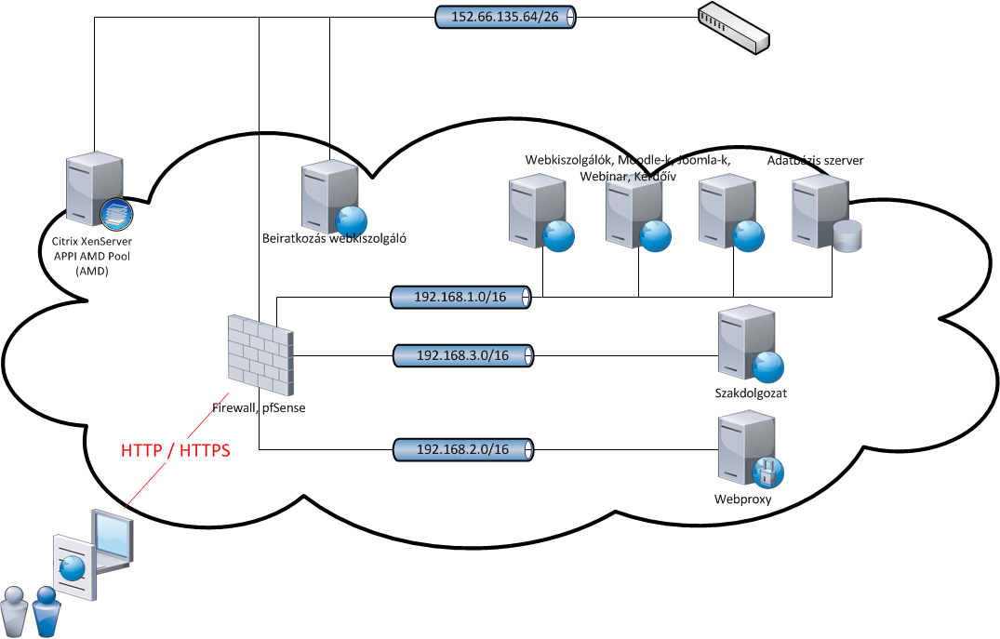 152.66.135.64/26
Webkiszolgálók, Moodle-k, Joomla-k,
Webinar, Kérdőív
Adatbázis szerver
Citrix XenServer
APPI AMD Pool
(AMD)
Beiratkozás webkiszolgáló
192.168.1.0/16
192.168.3.0/16
Szakdolgozat
Firewall, pfSense
HTTP / HTTPS
192.168.2.0/16
Webproxy